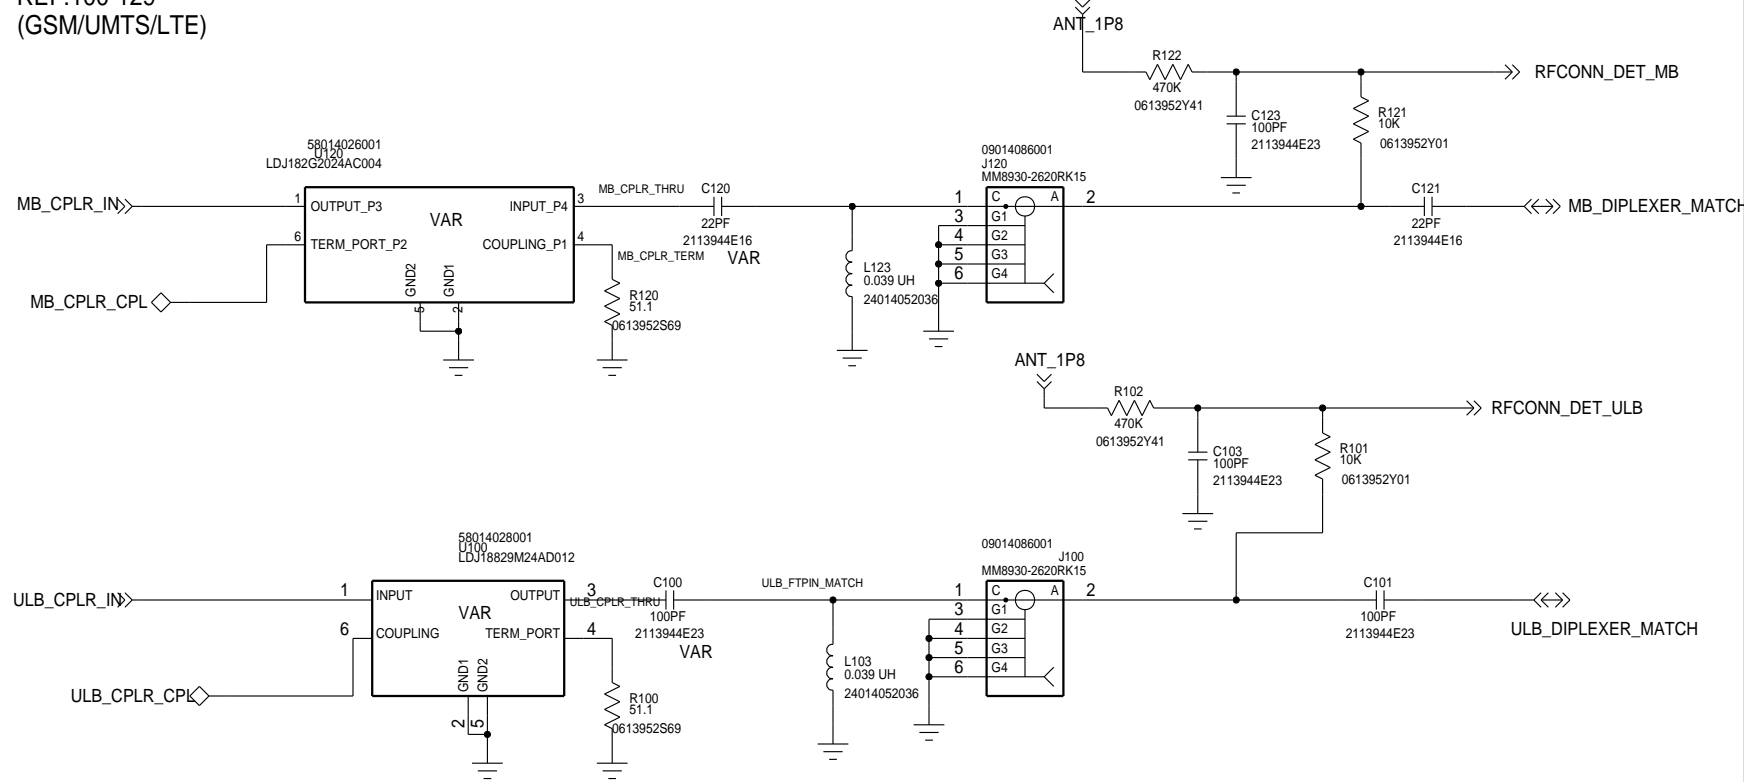 (GSM/UMTS/LTE)
ANT_1P8
R122
470K
0613952Y41
RFCONN_DET_MB
C123
100PF
2113944E23
R121
10K
0613952Y01
58014026001
U120
LDJ182G2024AC004
MB_CPLR_IN
1
OUTPUT_P3
VAR
INPUT_P4
3
6
TERM_PORT_P2
COUPLING_P1
4
GND2
GND1
5
2
MB_CPLR_CPL
MB_CPLR_THRU
C120
22PF
2113944E16
VAR
MB_CPLR_TERM
R120
51.1
0613952S69
L123
0.039 UH
24014052036
09014086001
J120
MM8930-2620RK15
1
C
A
2
3
G1
4
G2
5
G3
6
G4
C121
22PF
2113944E16
MB_DIPLEXER_MATCH
ANT_1P8
R102
470K
0613952Y41
RFCONN_DET_ULB
C103
100PF
2113944E23
R101
10K
0613952Y01
58014028001
U100
LDJ18829M24AD012
ULB_CPLR_IN
1
INPUT
VAR
OUTPUT
3
6
COUPLING
TERM_PORT
4
GND1
GND2
2
5
ULB_CPLR_CPL
ULB_CPLR_THRU
C100
100PF
2113944E23
VAR
R100
51.1
0613952S69
ULB_FTPIN_MATCH
L103
0.039 UH
24014052036
09014086001
J100
MM8930-2620RK15
1
C
A
2
3
G1
4
G2
5
G3
6
G4
C101
100PF
2113944E23
ULB_DIPLEXER_MATCH